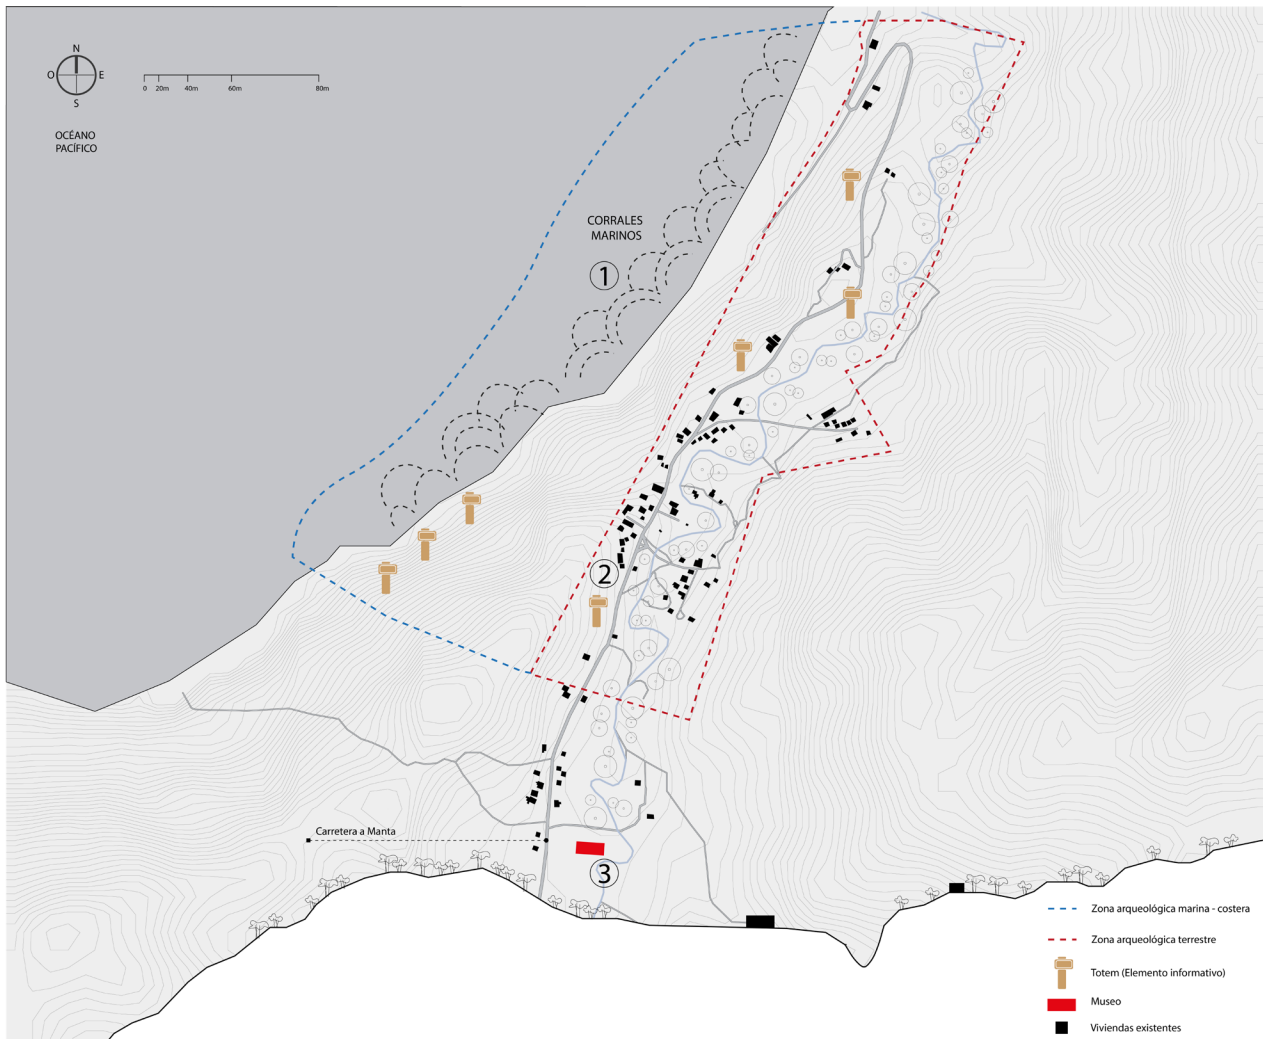 N
O E
S
0 20m 40m 60m 80m
OCÉANO
PACÍFICO
CORRALES
MARINOS
1
2
Carretera a Manta
3
Zona arqueológica marina - costera
Zona arqueológica terrestre
Totem (Elemento informativo)
Museo
Viviendas existentes